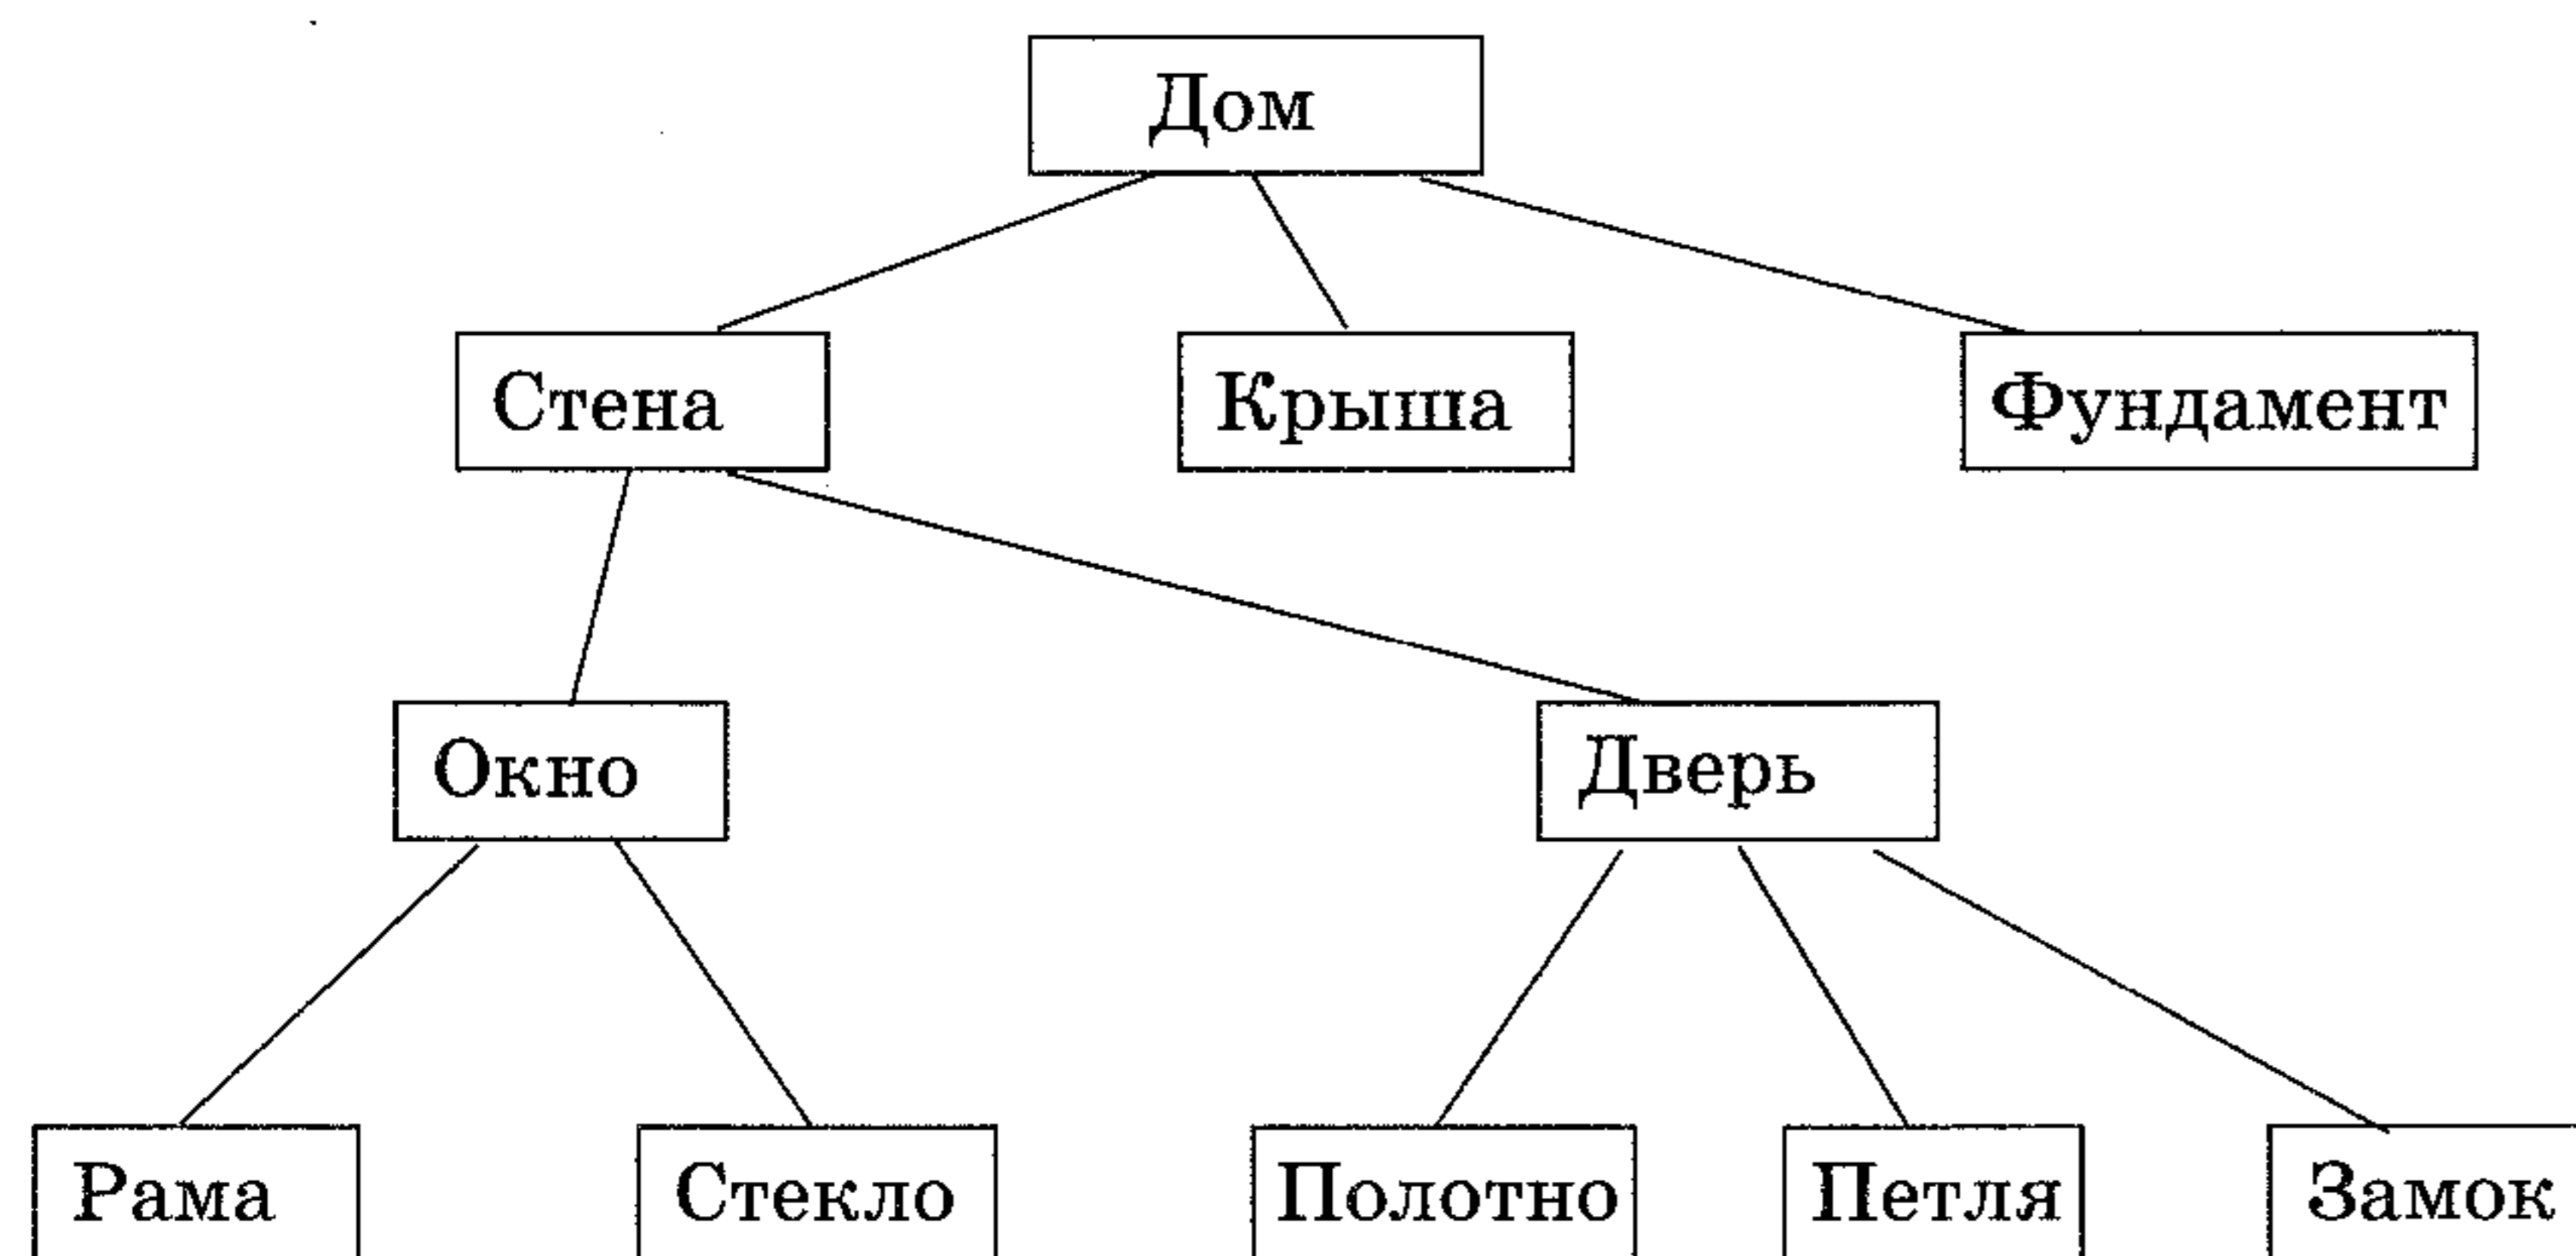 Дом
Стена Крыша Фундамент
Окно Дверь
Рама Стекло Полотно Петля Замок